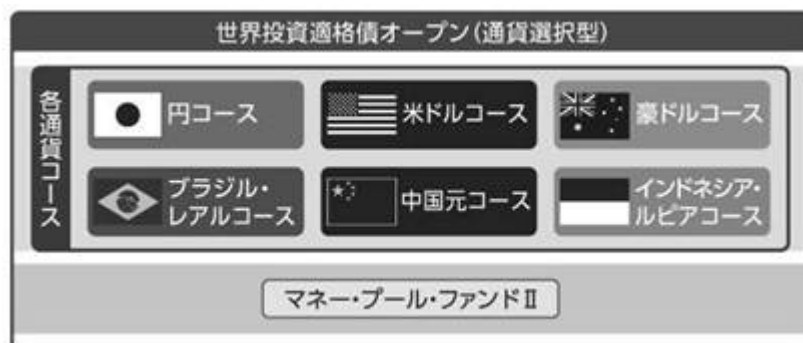 世界投資適格債オープン(通貨選択型)
各通貨コース
円コース
米ドルコース
豪ドルコース
ブラジル・
レアルコース
中国元コース
インドネシア・
ルピアコース
マネー・プール・ファンドⅡ